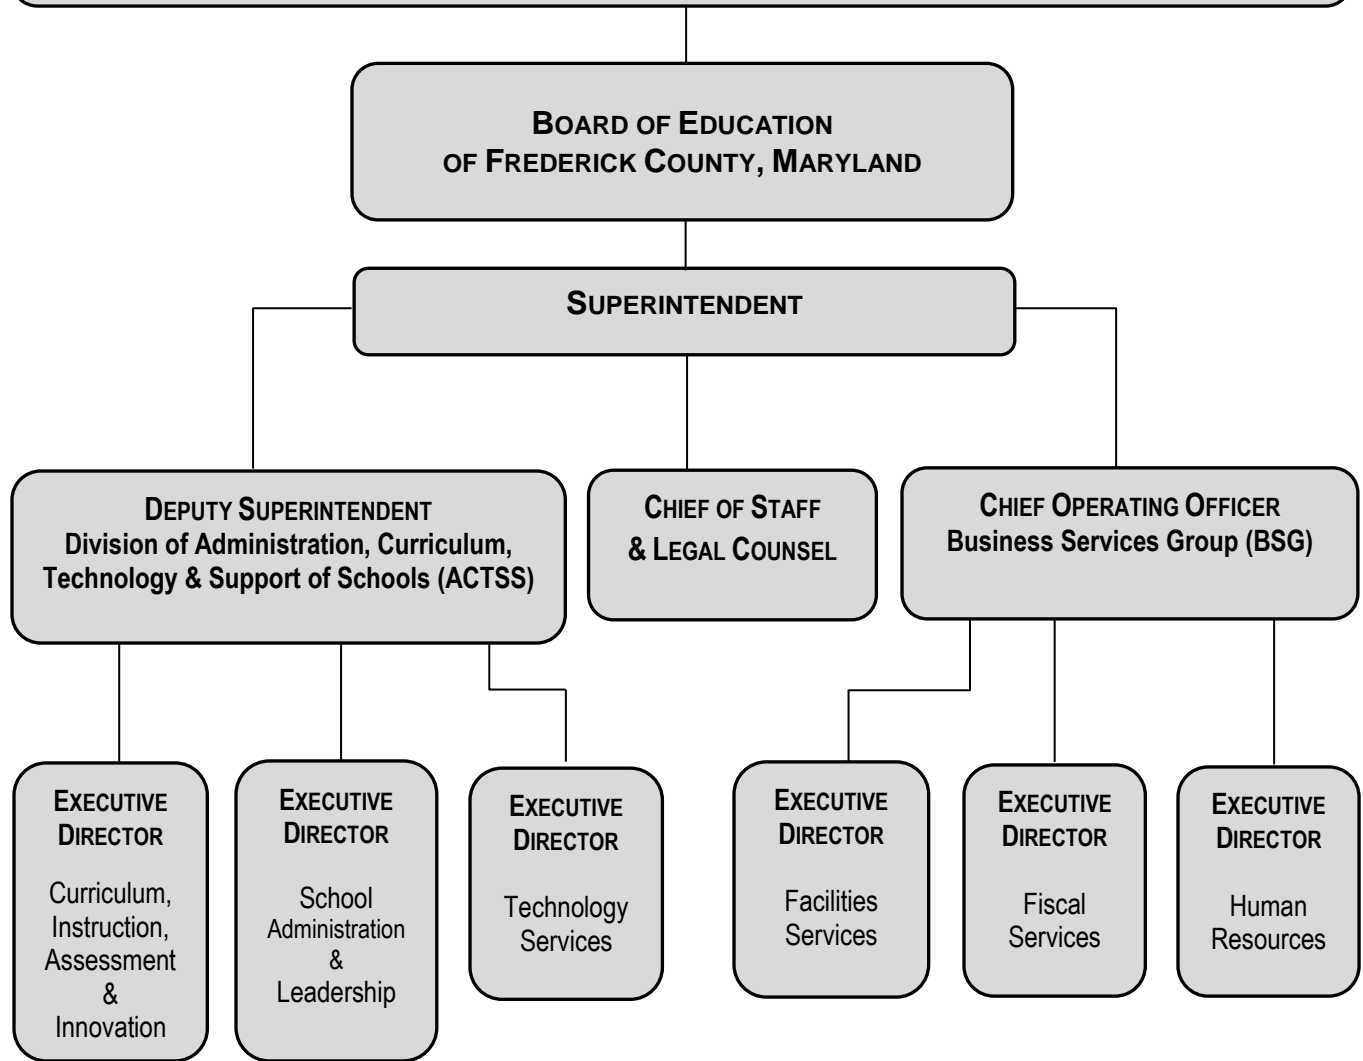 BOARD OF EDUCATION
OF FREDERICK COUNTY, MARYLAND
SUPERINTENDENT
DEPUTY SUPERINTENDENT
Division of Administration, Curriculum,
Technology & Support of Schools (ACTSS)
CHIEF OF STAFF
& LEGAL COUNSEL
CHIEF OPERATING OFFICER
Business Services Group (BSG)
EXECUTIVE
DIRECTOR
Curriculum,
Instruction,
Assessment
&
Innovation
EXECUTIVE
DIRECTOR
School
Administration
&
Leadership
EXECUTIVE
DIRECTOR
Technology
Services
EXECUTIVE
DIRECTOR
Facilities
Services
EXECUTIVE
DIRECTOR
Fiscal
Services
EXECUTIVE
DIRECTOR
Human
Resources